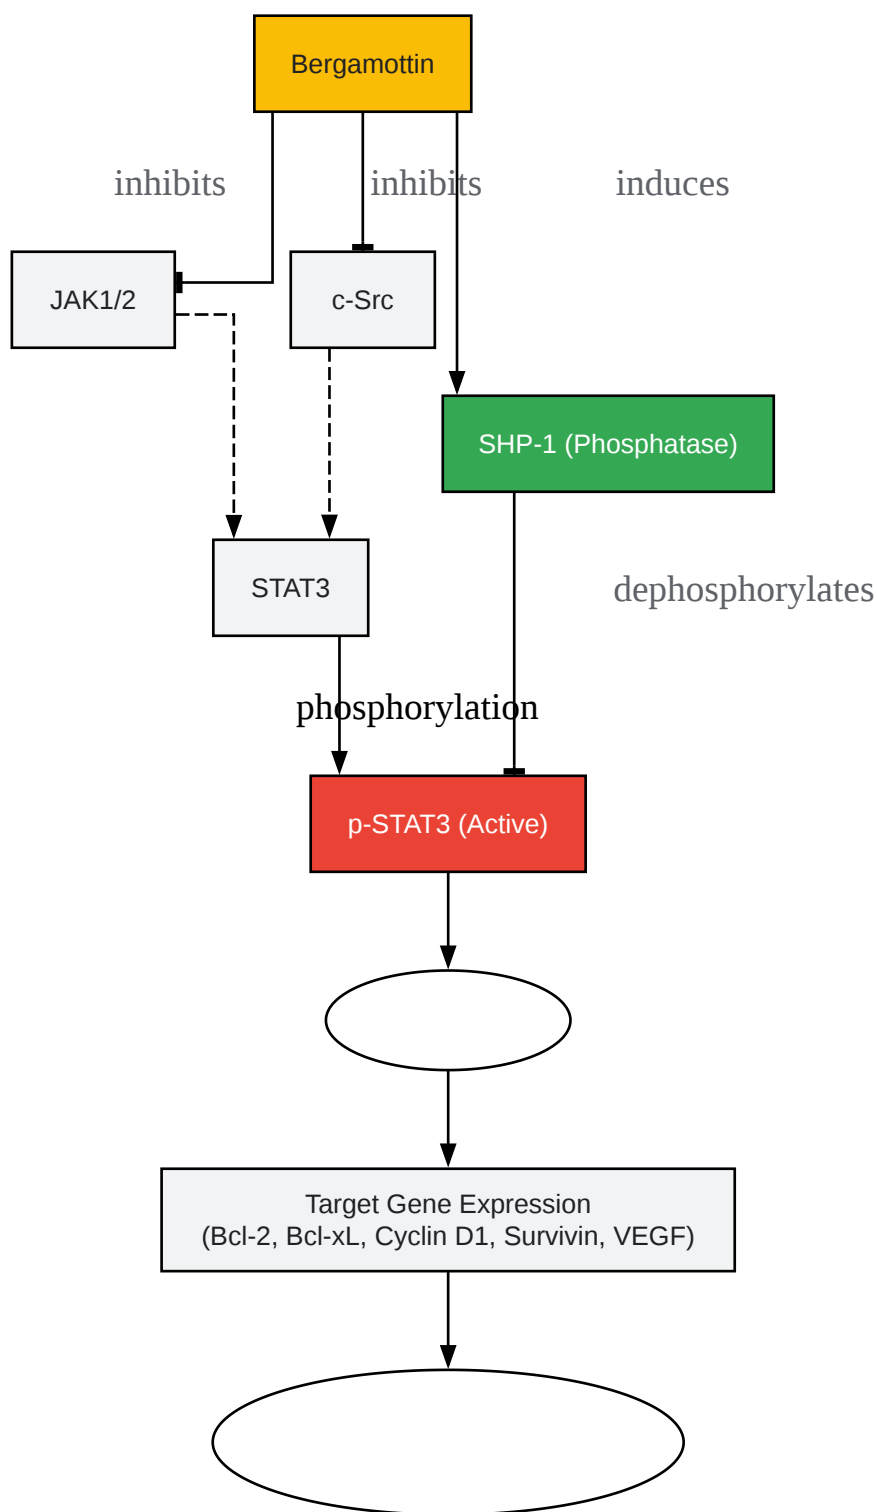 Bergamottin
inhibits
inhibits
induces
JAK1/2
c-Src
SHP-1 (Phosphatase)
STAT3
dephosphorylates
phosphorylation
p-STAT3 (Active)
Target Gene Expression
(Bcl-2, Bcl-xL, Cyclin D1, Survivin, VEGF)